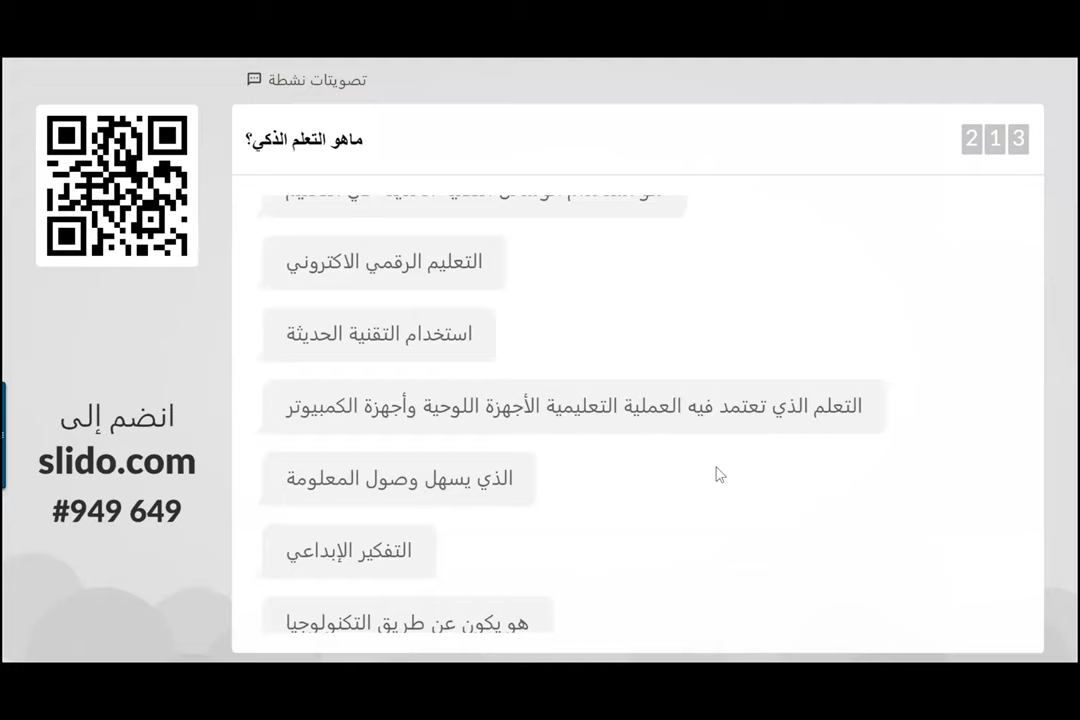 تصويتات نشطة
ماهو التعلم الذكي؟
213
التعليم الرقمي الاكتروني
استخدام التقنية الحديثة
التعلم الذي تعتمد فيه العملية التعليمية الأجهزة اللوحية وأجهزة الكمبيوتر
الذي يسهل وصول المعلومة
التفكير الإبداعي
هو يكون عن طريق التكنولوجيا
انضم إلى
slido.com
#949 649